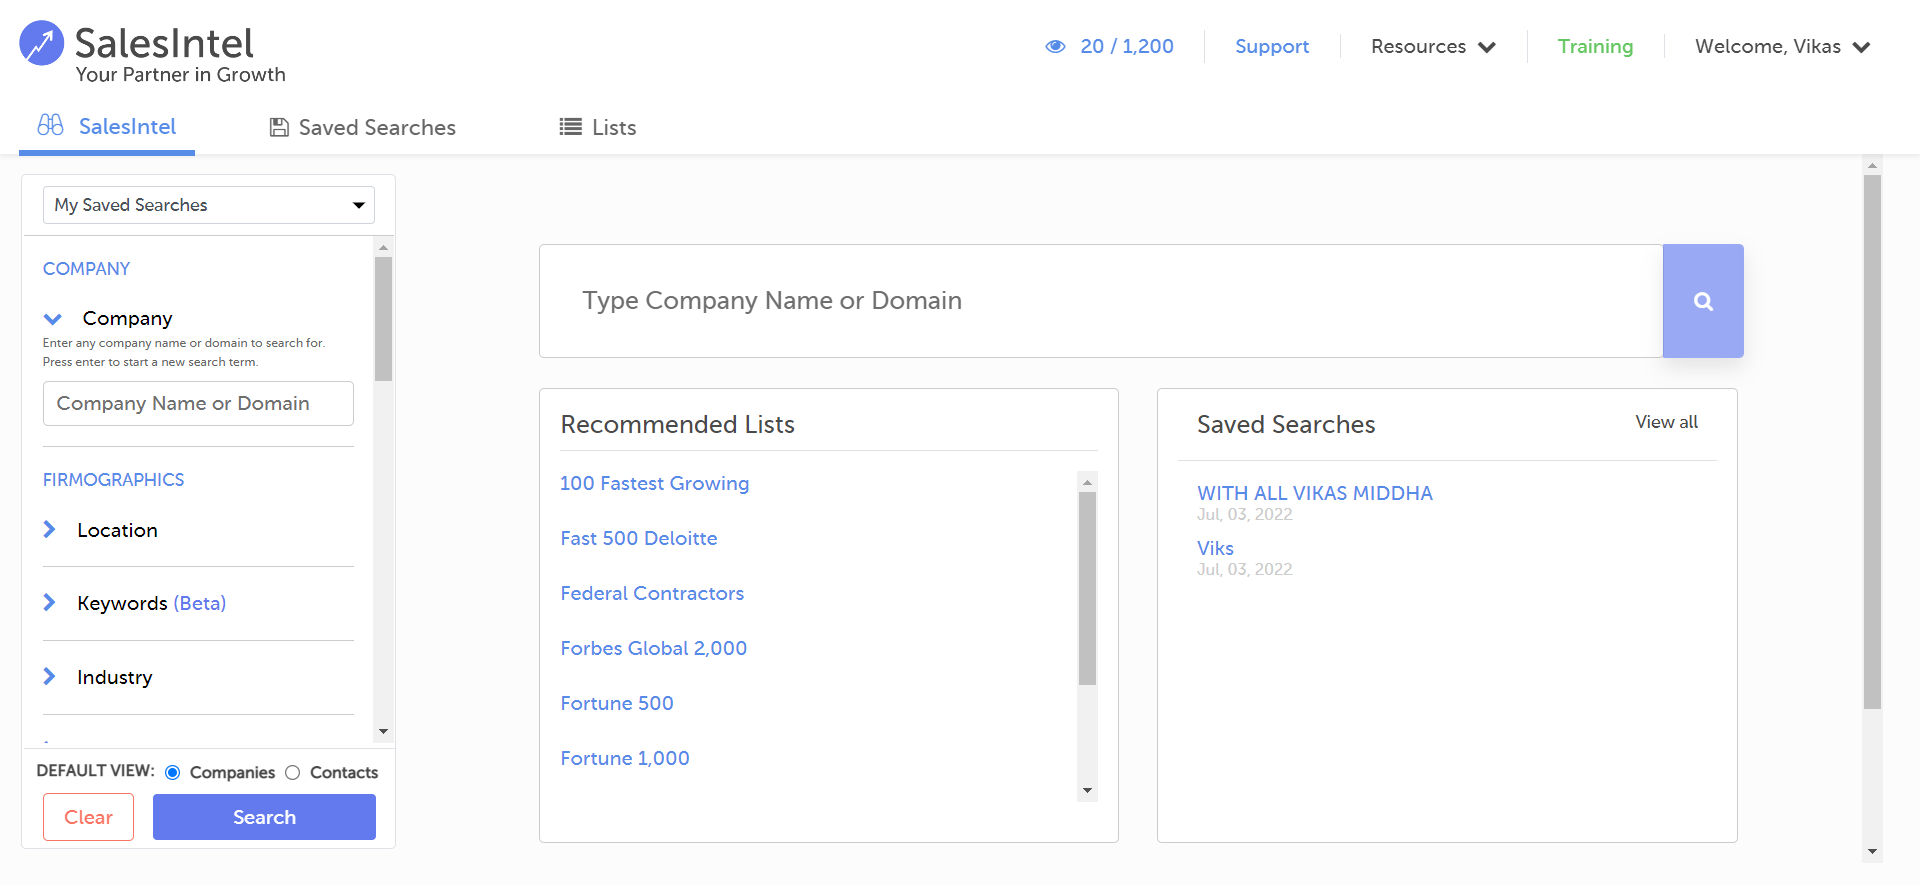 SalesIntel
Your Partner in Growth
20 / 1,200
Support
Resources
Training
Welcome, Vikas
SalesIntel
Saved Searches
Lists
My Saved Searches
COMPANY
Company
Enter any company name or domain to search for.
Press enter to start a new search term.
Company Name or Domain
FIRMOGRAPHICS
Location
Keywords (Beta)
Industry
DEFAULT VIEW: Companies Contacts
Clear
Search
Type Company Name or Domain
Recommended Lists
100 Fastest Growing
Fast 500 Deloitte
Federal Contractors
Forbes Global 2,000
Fortune 500
Fortune 1,000
Saved Searches
View all
WITH ALL VIKAS MIDDHA
Jul, 03, 2022
Viks
Jul, 03, 2022